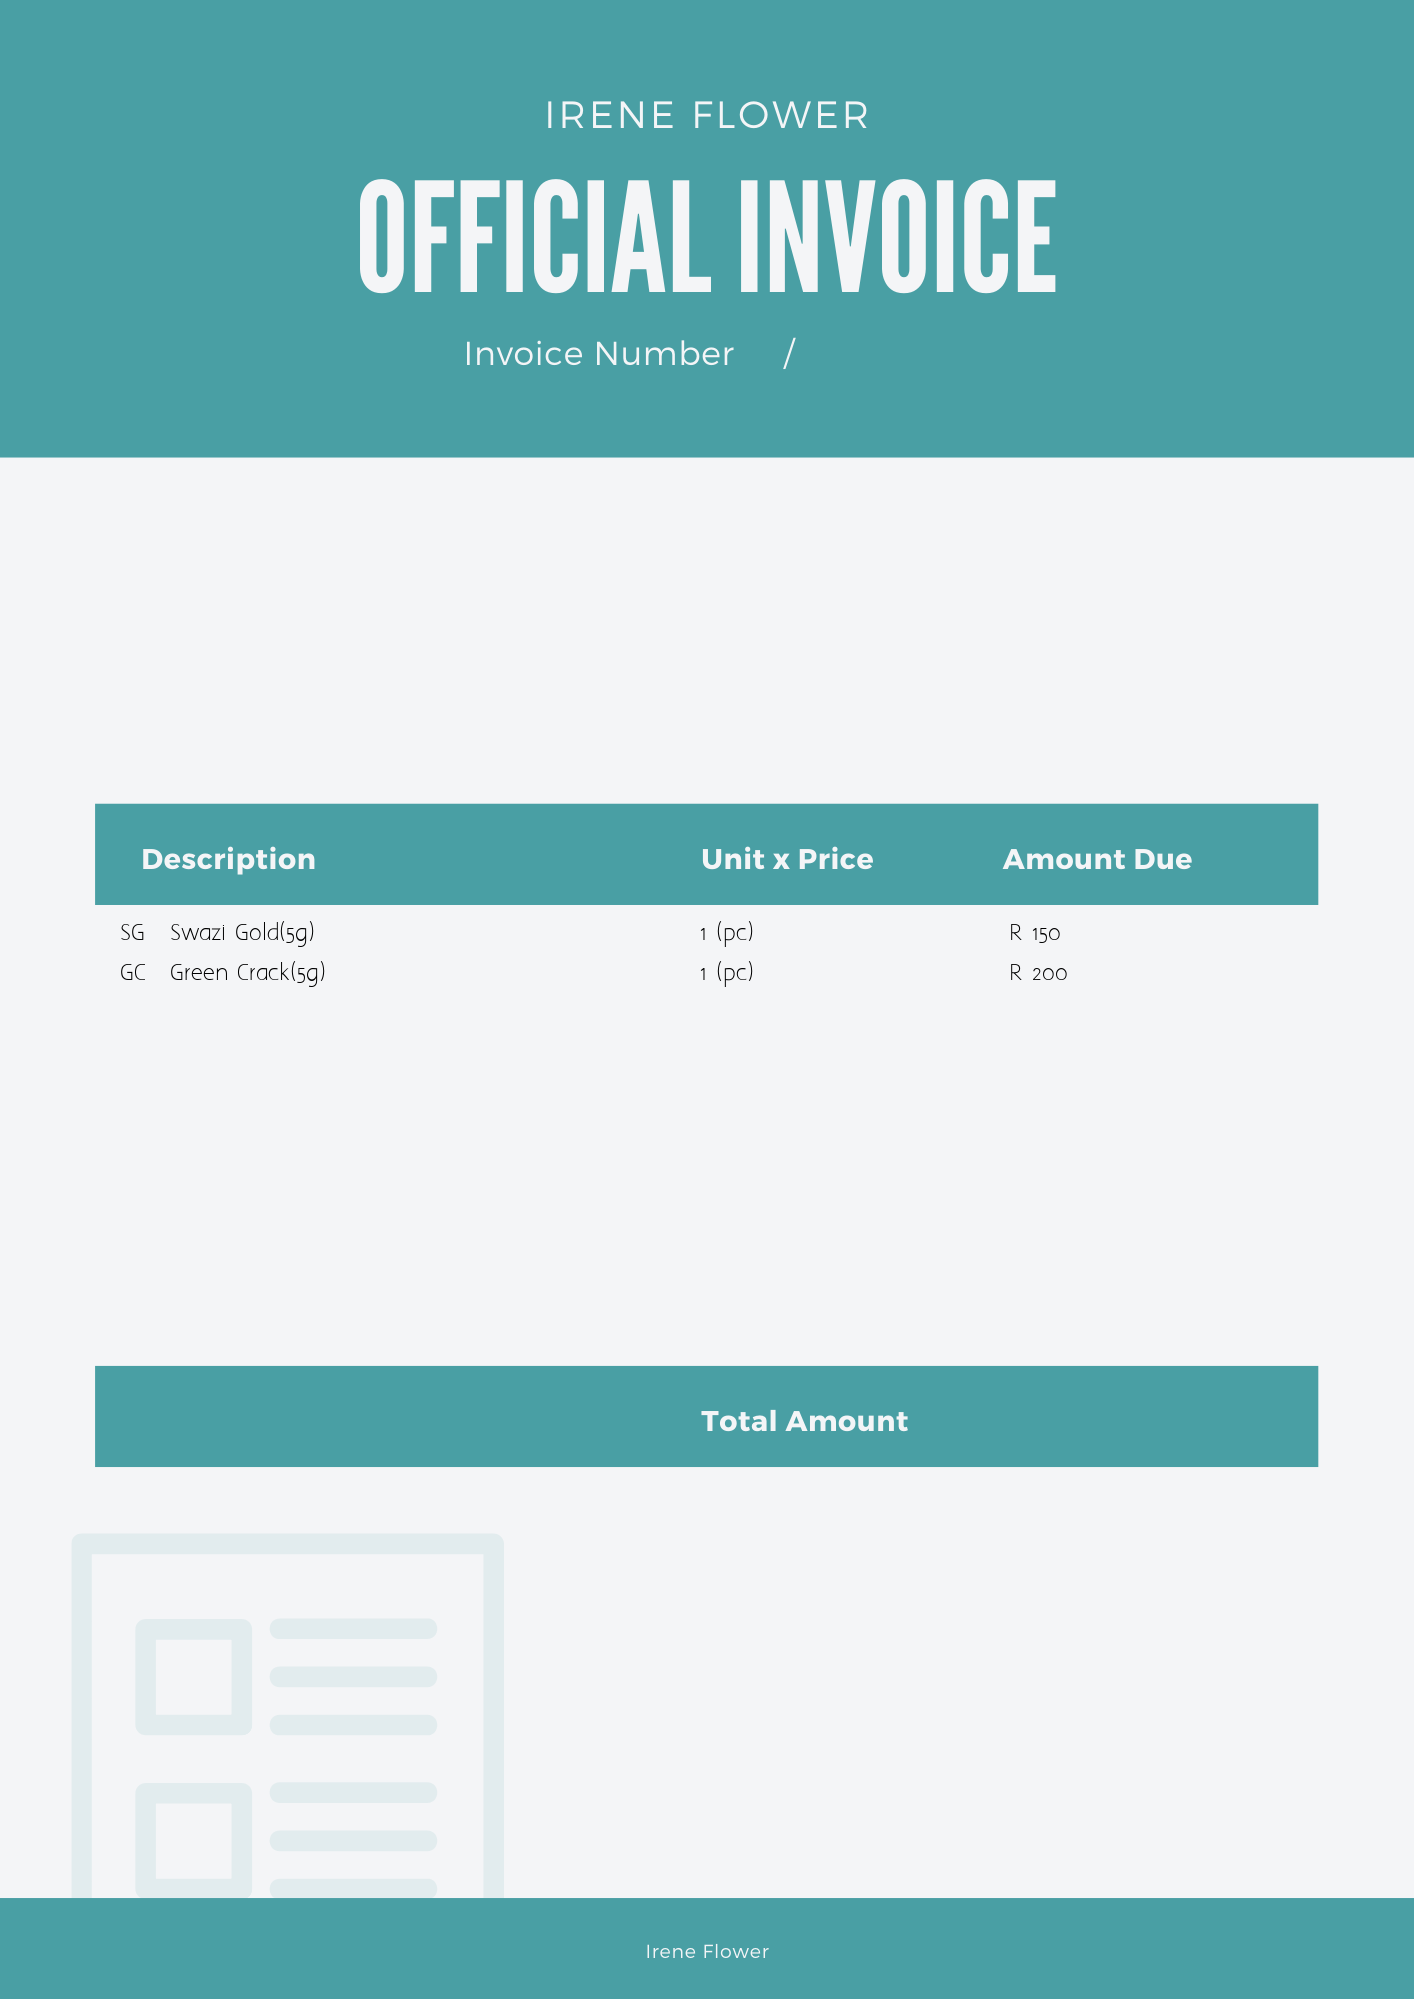 IRENE FLOWER
OFFICIAL INVOICE
Invoice Number /
Description Unit x Price Amount Due
SG Swazi Gold(5g) 1 (pc) R 150
GC Green Crack(5g) 1 (pc) R 200
Total Amount
Irene Flower